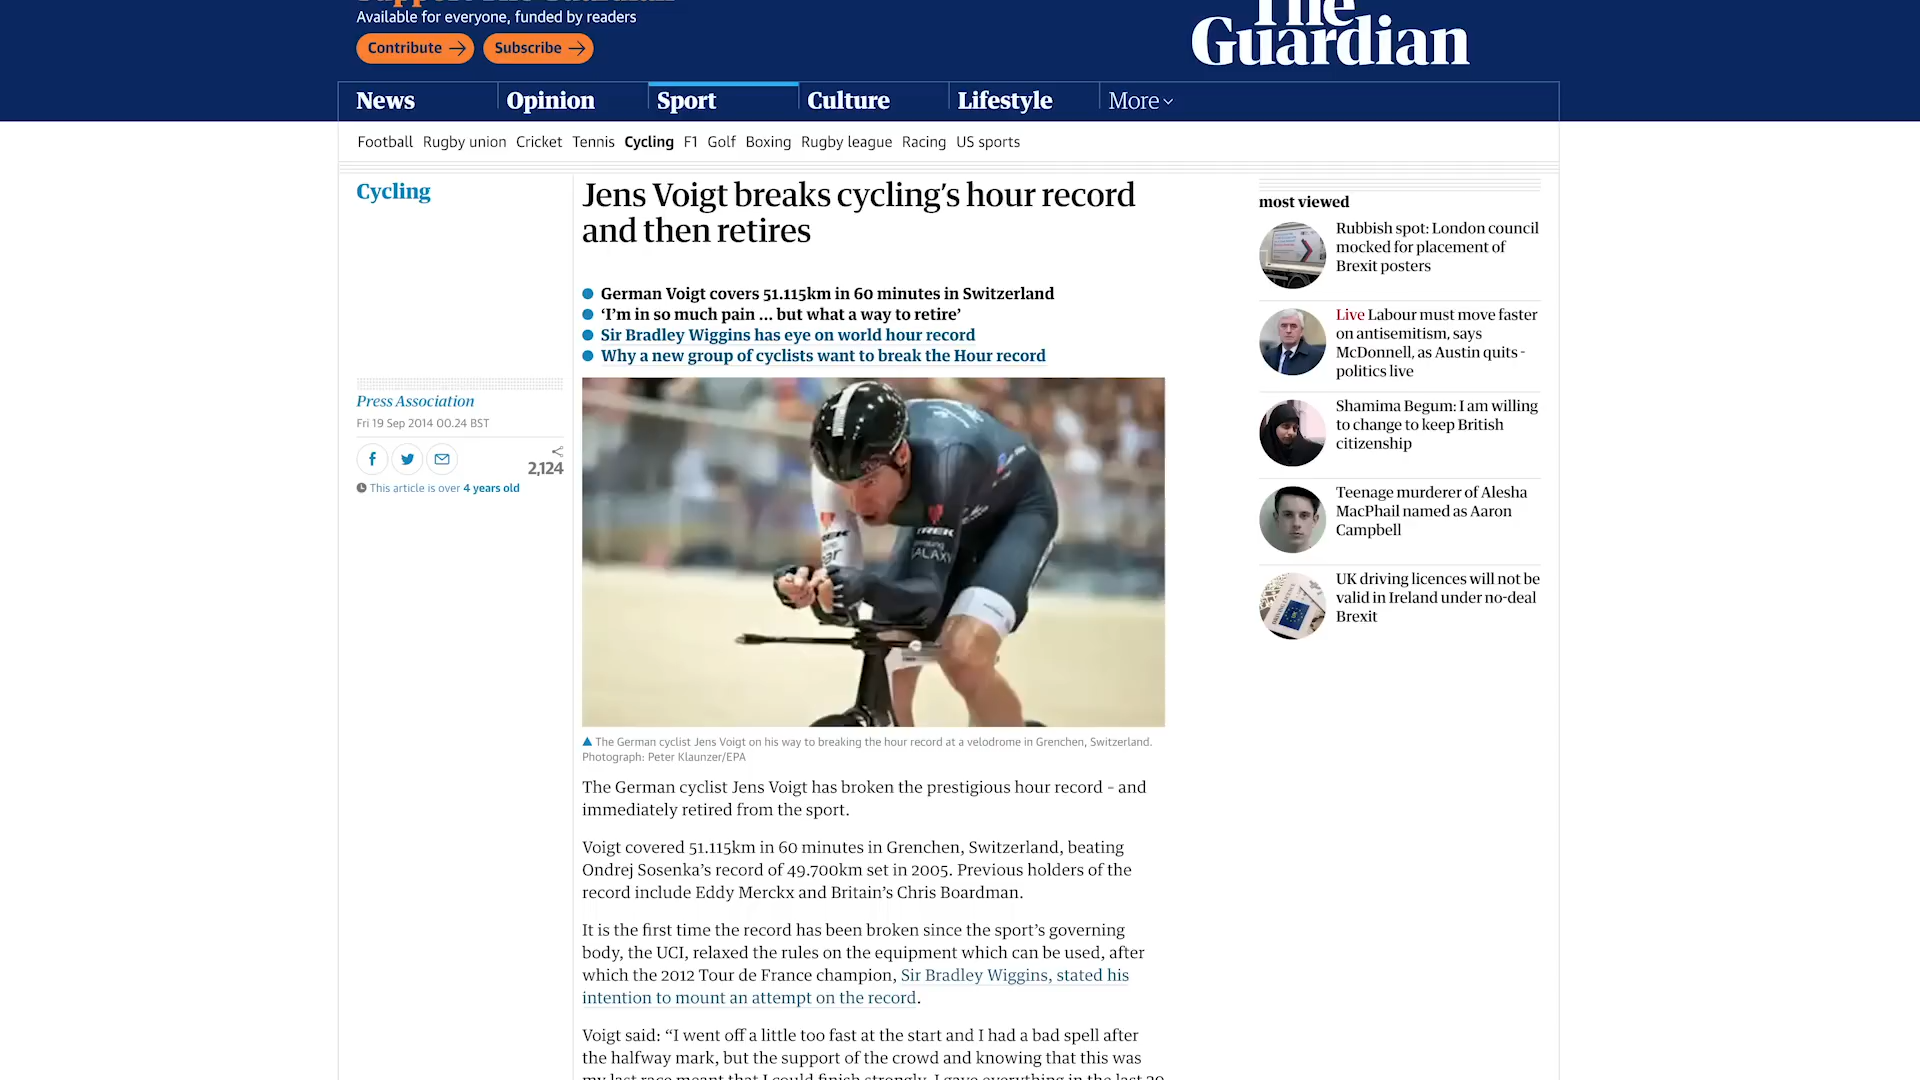 Available for everyone, funded by readers
Contribute
Subscribe
The
Guardian
News
Opinion
Sport
Culture
Lifestyle
More
Football Rugby union Cricket Tennis Cycling F1 Golf Boxing Rugby league Racing US sports
Cycling
Jens Voigt breaks cycling’s hour record
and then retires
German Voigt covers 51.115km in 60 minutes in Switzerland
‘I’m in so much pain ... but what a way to retire’
Sir Bradley Wiggins has eye on world hour record
Why a new group of cyclists want to break the Hour record
Press Association
Fri 19 Sep 2014 00.24 BST
2,124
This article is over 4 years old
TREK
TREK
SAMSUNG
GALAXY
The German cyclist Jens Voigt on his way to breaking the hour record at a velodrome in Grenchen, Switzerland.
Photograph: Peter Klaunzer/EPA
The German cyclist Jens Voigt has broken the prestigious hour record – and
immediately retired from the sport.
Voigt covered 51.115km in 60 minutes in Grenchen, Switzerland, beating
Ondrej Sosenka’s record of 49.700km set in 2005. Previous holders of the
record include Eddy Merckx and Britain’s Chris Boardman.
It is the first time the record has been broken since the sport’s governing
body, the UCI, relaxed the rules on the equipment which can be used, after
which the 2012 Tour de France champion, Sir Bradley Wiggins, stated his
intention to mount an attempt on the record.
Voigt said: “I went off a little too fast at the start and I had a bad spell after
the halfway mark, but the support of the crowd and knowing that this was
my last race meant that I could finish strongly. I gave everything in the last 20
most viewed
Rubbish spot: London council
mocked for placement of
Brexit posters
Live Labour must move faster
on antisemitism, says
McDonnell, as Austin quits -
politics live
Shamima Begum: I am willing
to change to keep British
citizenship
Teenage murderer of Alesha
MacPhail named as Aaron
Campbell
UK driving licences will not be
valid in Ireland under no-deal
Brexit